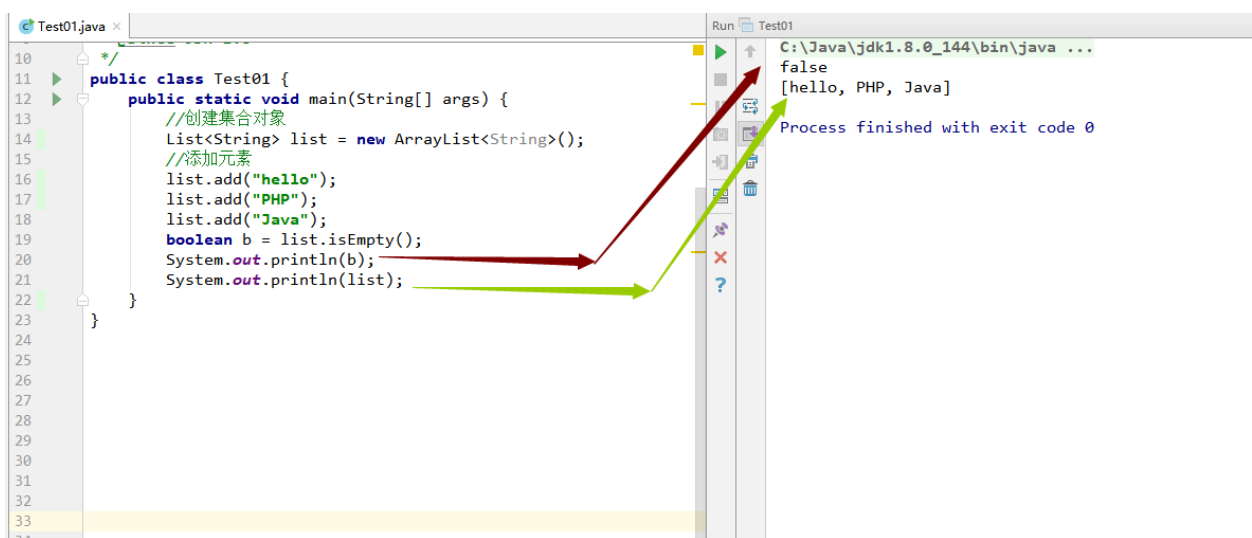 Test01.java
10 */
11 public class Test01 {
12 public static void main(String[] args) {
13 //创建集合对象
14 List<String> list = new ArrayList<String>();
15 //添加元素
16 list.add("hello");
17 list.add("PHP");
18 list.add("Java");
19 boolean b = list.isEmpty();
20 System.out.println(b);
21 System.out.println(list);
22 }
23 }
24
25
26
27
28
29
30
31
32
33
Run Test01
C:\Java\jdk1.8.0_144\bin\java ...
false
[hello, PHP, Java]
Process finished with exit code 0